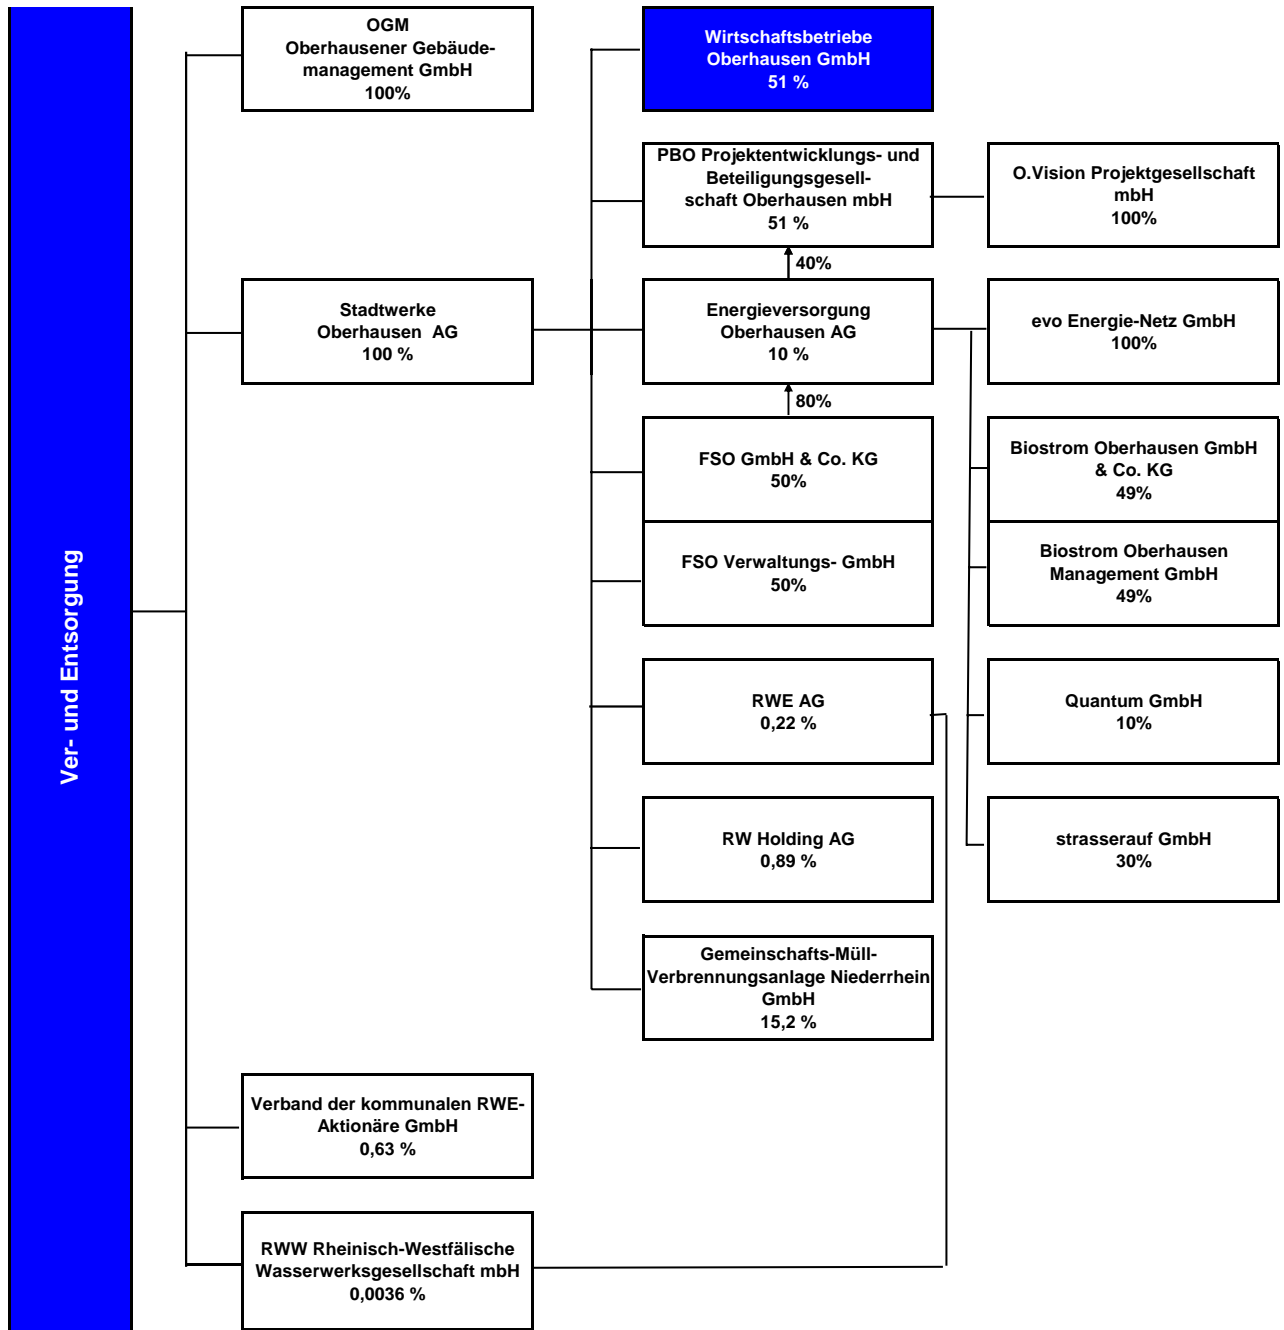 Ver- und Entsorgung
OGM
Oberhausener Gebäude-
management GmbH
100%
Stadtwerke
Oberhausen AG
100 %
Verband der kommunalen RWE-
Aktionäre GmbH
0,63 %
RWW Rheinisch-Westfälische
Wasserwerksgesellschaft mbH
0,0036 %
Wirtschaftsbetriebe
Oberhausen GmbH
51 %
PBO Projektentwicklungs- und
Beteiligungsgesell-
schaft Oberhausen mbH
51 %
40%
Energieversorgung
Oberhausen AG
10 %
80%
FSO GmbH & Co. KG
50%
FSO Verwaltungs- GmbH
50%
RWE AG
0,22 %
RW Holding AG
0,89 %
Gemeinschafts-Müll-
Verbrennungsanlage Niederrhein
GmbH
15,2 %
O.Vision Projektgesellschaft
mbH
100%
evo Energie-Netz GmbH
100%
Biostrom Oberhausen GmbH
& Co. KG
49%
Biostrom Oberhausen
Management GmbH
49%
Quantum GmbH
10%
strasserauf GmbH
30%